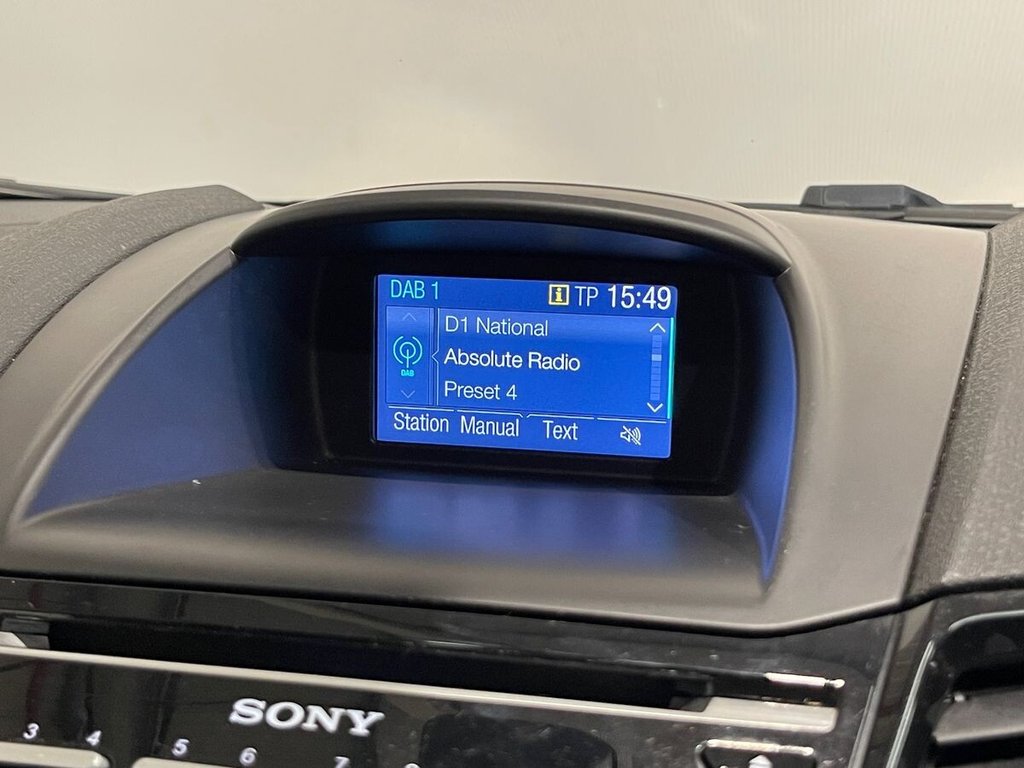 DAB 1 i TP 15:49
D1 National
DAB
Absolute Radio
Preset 4
Station Manual Text
SONY
3 4 5 6 7